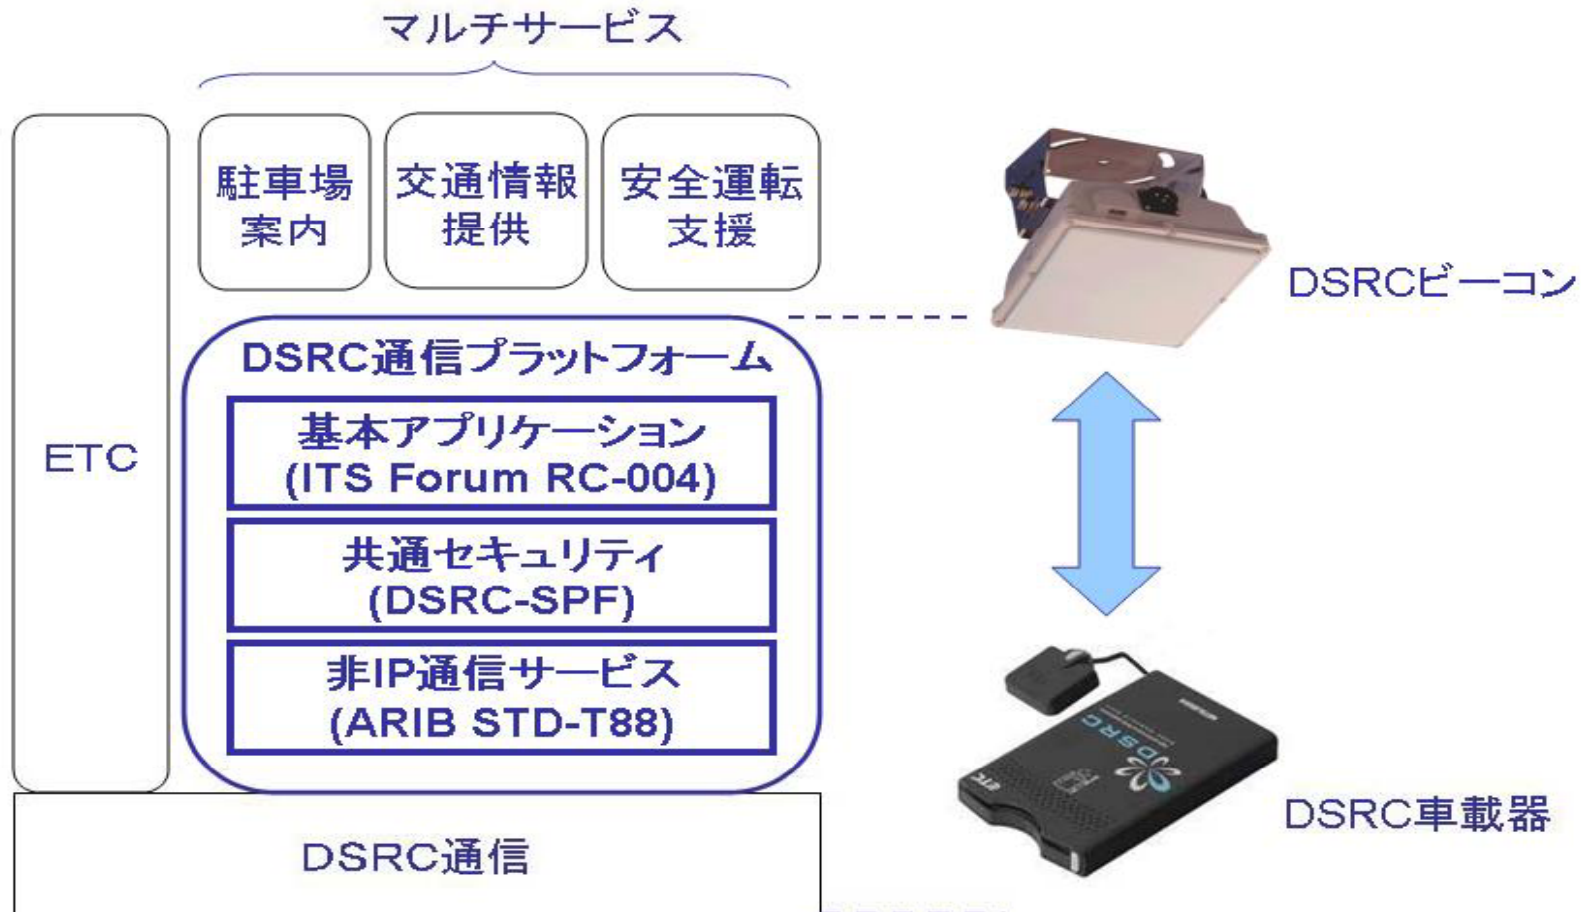 マルチサービス
駐車場
案内
交通情報
提供
安全運転
支援
DSRCビーコン
DSRC通信プラットフォーム
基本アプリケーション
(ITS Forum RC-004)
ETC
共通セキュリティ
(DSRC-SPF)
非IP通信サービス
(ARIB STD-T88)
DSRC
ETC
DSRC車載器
DSRC通信